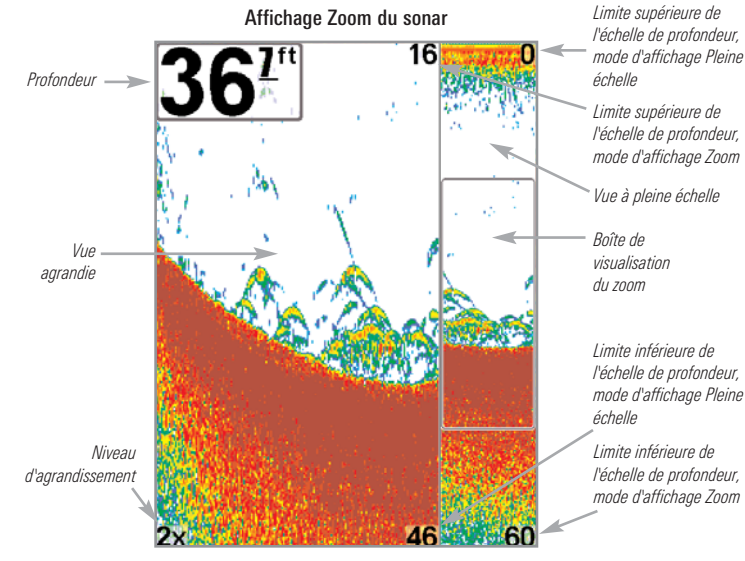 Affichage Zoom du sonar
Profondeur
36 7 ft
16
0
Limite supérieure de
l'échelle de profondeur,
mode d'affichage Pleine
échelle
Limite supérieure de
l'échelle de profondeur,
mode d'affichage Zoom
Vue à pleine échelle
Vue
agrandie
Boîte de
visualisation
du zoom
Limite inférieure de
l'échelle de profondeur,
mode d'affichage Pleine
échelle
Niveau
d'agrandissement
Limite inférieure de
l'échelle de profondeur,
mode d'affichage Zoom
2x
46
60